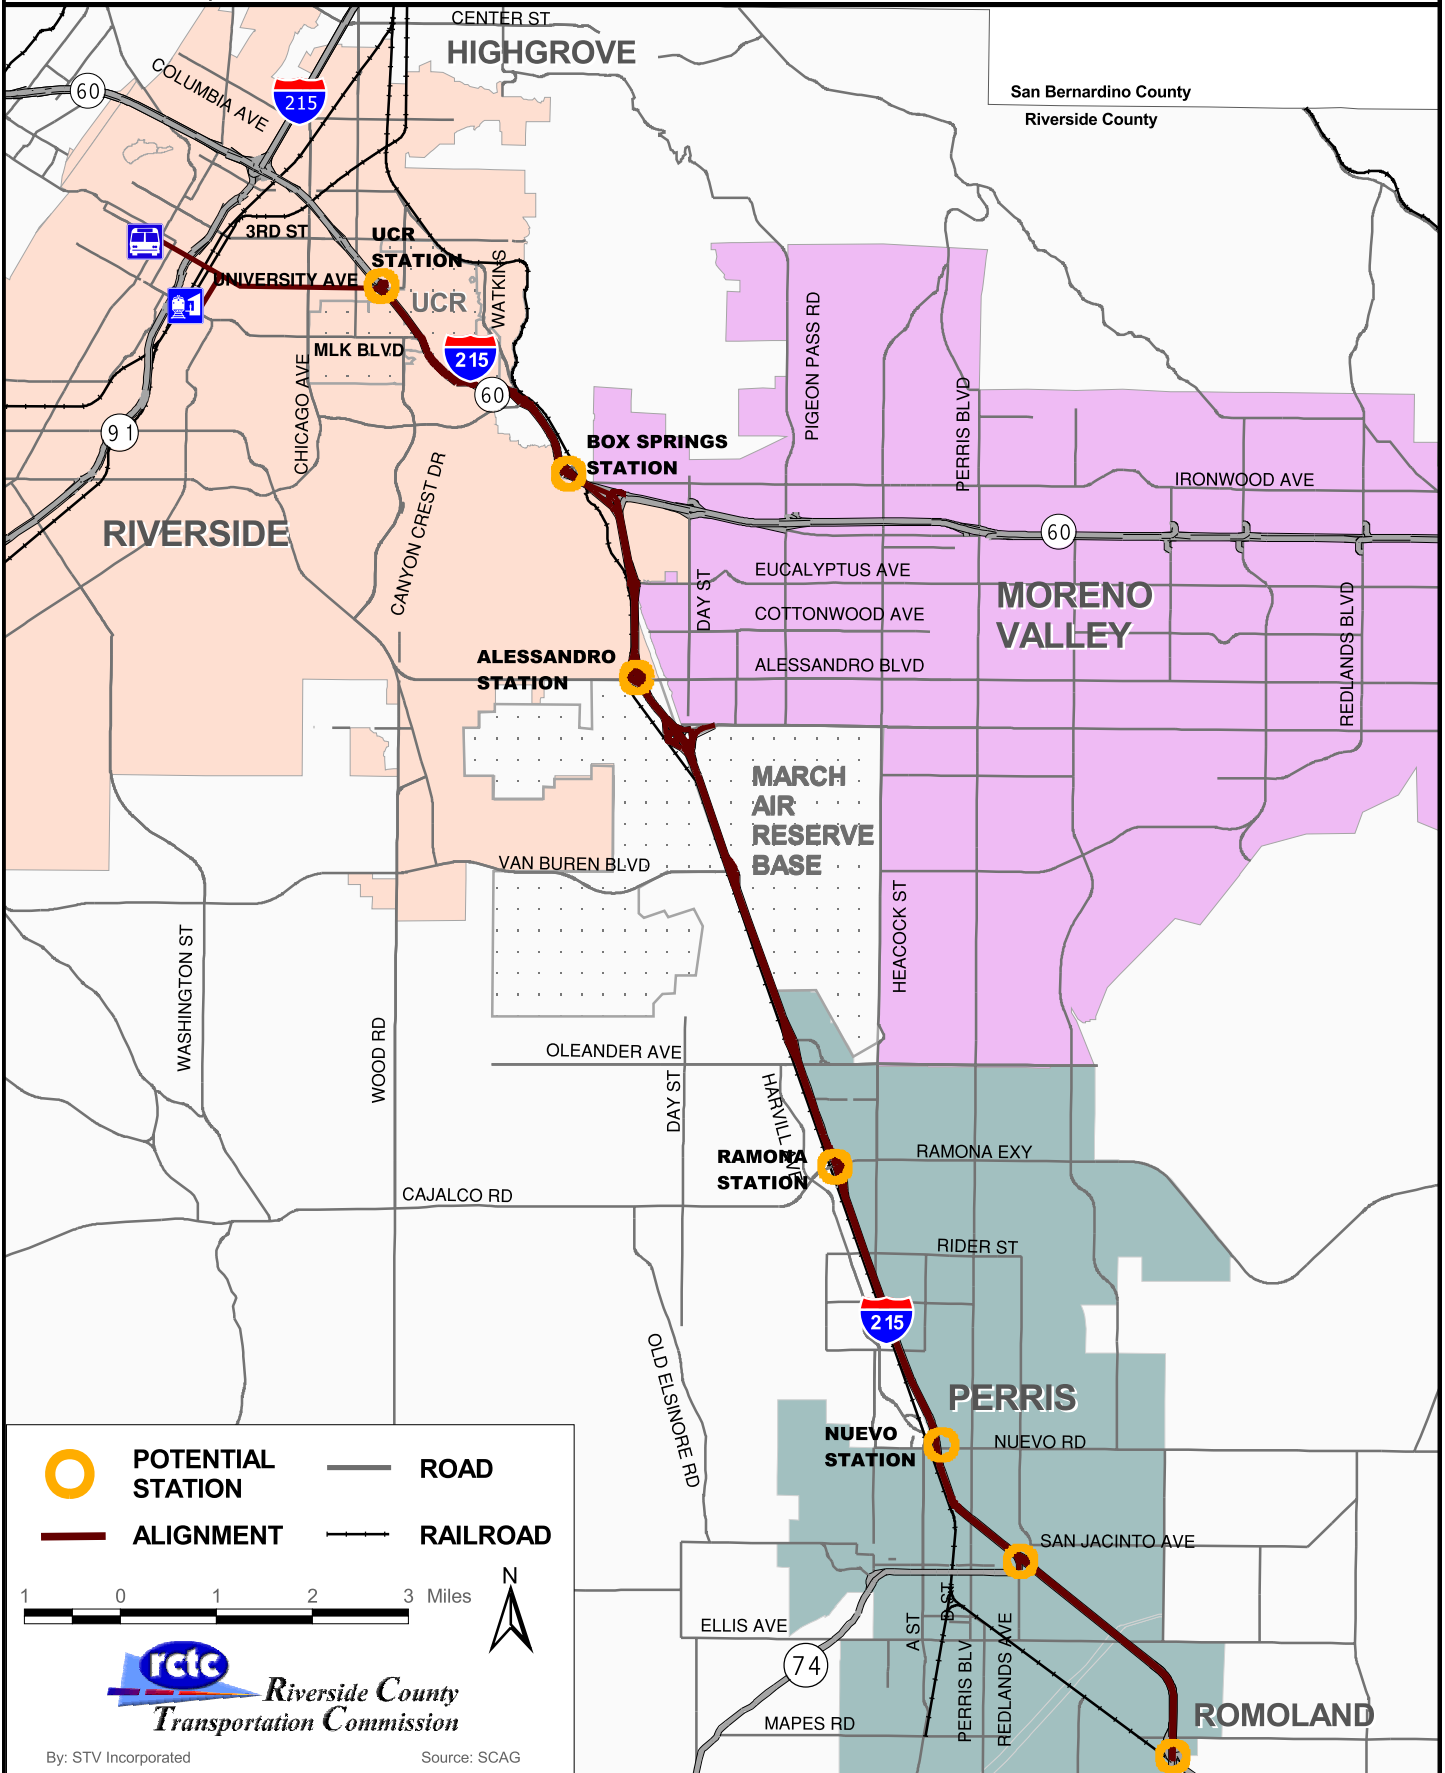 CENTER ST
HIGHGROVE
COLUMBIA AVE
60
215
San Bernardino County
Riverside County
3RD ST
UCR
STATION
UNIVERSITY AVE
UCR
WATKINS
MLK BLVD
215
60
CHICAGO AVE
91
CANYON CREST DR
PIGEON PASS RD
PERRIS BLVD
BOX SPRINGS
STATION
IRONWOOD AVE
RIVERSIDE
60
EUCALYPTUS AVE
DAY ST
MORENO
VALLEY
COTTONWOOD AVE
REDLANDS BLVD
ALESSANDRO
STATION
ALESSANDRO BLVD
MARCH
AIR
RESERVE
BASE
VAN BUREN BLVD
HEACOCK ST
WASHINGTON ST
WOOD RD
OLEANDER AVE
DAY ST
HARVILL AVE
RAMONA
STATION
RAMONA EXY
CAJALCO RD
RIDER ST
215
OLD ELSINORE RD
PERRIS
NUEVO
STATION
NUEVO RD
SAN JACINTO AVE
D ST
A ST
ELLIS AVE
PERRIS BLV
REDLANDS AVE
74
MAPES RD
ROMOLAND
POTENTIAL
STATION
ROAD
ALIGNMENT
RAILROAD
1 0 1 2 3 Miles
N
rctc
Riverside County
Transportation Commission
By: STV Incorporated
Source: SCAG